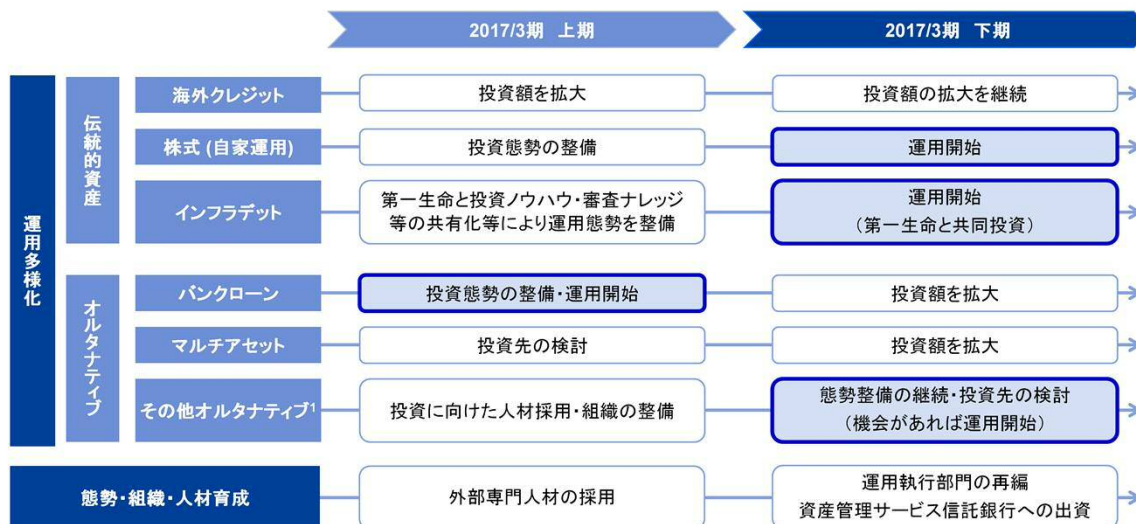 2017/3期 上期
2017/3期 下期
運用多様化
伝統的資産
海外クレジット
投資額を拡大
投資額の拡大を継続
株式 (自家運用)
投資態勢の整備
運用開始
インフラデット
第一生命と投資ノウハウ・審査ナレッジ
等の共有化等により運用態勢を整備
運用開始
(第一生命と共同投資)
オルタナティブ
バンクローン
投資態勢の整備・運用開始
投資額を拡大
マルチアセット
投資先の検討
投資額を拡大
その他オルタナティブ1
投資に向けた人材採用・組織の整備
態勢整備の継続・投資先の検討
(機会があれば運用開始)
態勢・組織・人材育成
外部専門人材の採用
運用執行部門の再編
資産管理サービス信託銀行への出資